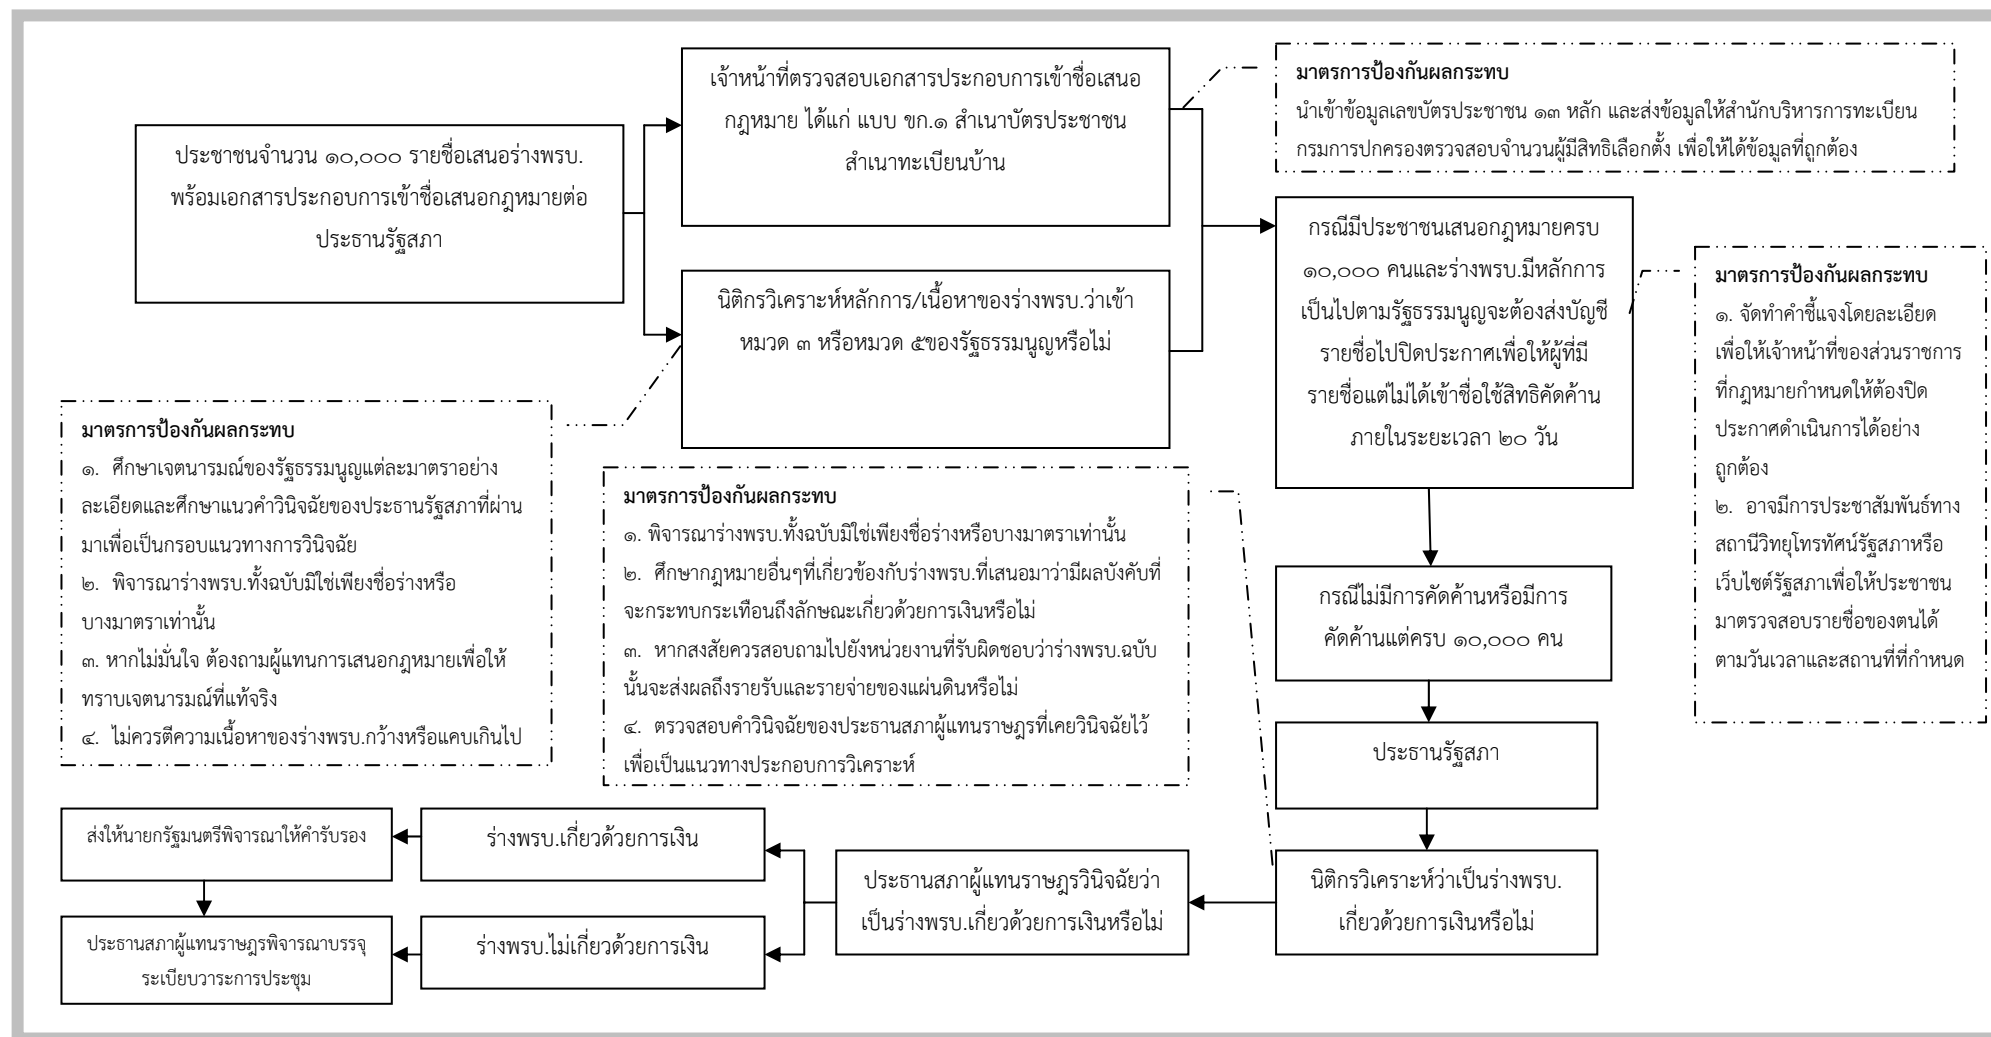 ประชาชนจำนวน ๑๐,๐๐๐ รายชื่อเสนอร่างพรบ.
พร้อมเอกสารประกอบการเข้าชื่อเสนอกฎหมายต่อ
ประธานรัฐสภา
เจ้าหน้าที่ตรวจสอบเอกสารประกอบการเข้าชื่อเสนอ
กฎหมาย ได้แก่ แบบ ขก.๑ สำเนาบัตรประชาชน
สำเนาทะเบียนบ้าน
มาตรการป้องกันผลกระทบ
นำเข้าข้อมูลเลขบัตรประชาชน ๑๓ หลัก และส่งข้อมูลให้สำนักบริหารการทะเบียน
กรมการปกครองตรวจสอบจำนวนผู้มีสิทธิเลือกตั้ง เพื่อให้ได้ข้อมูลที่ถูกต้อง
นิติกรวิเคราะห์หลักการ/เนื้อหาของร่างพรบ.ว่าเข้า
หมวด ๓ หรือหมวด ๕ของรัฐธรรมนูญหรือไม่
กรณีมีประชาชนเสนอกฎหมายครบ
๑๐,๐๐๐ คนและร่างพรบ.มีหลักการ
เป็นไปตามรัฐธรรมนูญจะต้องส่งบัญชี
รายชื่อไปปิดประกาศเพื่อให้ผู้ที่มี
รายชื่อแต่ไม่ได้เข้าชื่อใช้สิทธิคัดค้าน
ภายในระยะเวลา ๒๐ วัน
มาตรการป้องกันผลกระทบ
๑. จัดทำคำชี้แจงโดยละเอียด
เพื่อให้เจ้าหน้าที่ของส่วนราชการ
ที่กฎหมายกำหนดให้ต้องปิด
ประกาศดำเนินการได้อย่าง
ถูกต้อง
๒. อาจมีการประชาสัมพันธ์ทาง
สถานีวิทยุโทรทัศน์รัฐสภาหรือ
เว็บไซต์รัฐสภาเพื่อให้ประชาชน
มาตรวจสอบรายชื่อของตนได้
ตามวันเวลาและสถานที่ที่กำหนด
มาตรการป้องกันผลกระทบ
๑. ศึกษาเจตนารมณ์ของรัฐธรรมนูญแต่ละมาตราอย่าง
ละเอียดและศึกษาแนวคำวินิจฉัยของประธานรัฐสภาที่ผ่าน
มาเพื่อเป็นกรอบแนวทางการวินิจฉัย
๒. พิจารณาร่างพรบ.ทั้งฉบับมิใช่เพียงชื่อร่างหรือ
บางมาตราเท่านั้น
๓. หากไม่มั่นใจ ต้องถามผู้แทนการเสนอกฎหมายเพื่อให้
ทราบเจตนารมณ์ที่แท้จริง
๔. ไม่ควรตีความเนื้อหาของร่างพรบ.กว้างหรือแคบเกินไป
มาตรการป้องกันผลกระทบ
๑. พิจารณาร่างพรบ.ทั้งฉบับมิใช่เพียงชื่อร่างหรือบางมาตราเท่านั้น
๒. ศึกษากฎหมายอื่นๆที่เกี่ยวข้องกับร่างพรบ.ที่เสนอมาว่ามีผลบังคับที่
จะกระทบกระเทือนถึงลักษณะเกี่ยวด้วยการเงินหรือไม่
๓. หากสงสัยควรสอบถามไปยังหน่วยงานที่รับผิดชอบว่าร่างพรบ.ฉบับ
นั้นจะส่งผลถึงรายรับและรายจ่ายของแผ่นดินหรือไม่
๔. ตรวจสอบคำวินิจฉัยของประธานสภาผู้แทนราษฎรที่เคยวินิจฉัยไว้
เพื่อเป็นแนวทางประกอบการวิเคราะห์
กรณีไม่มีการคัดค้านหรือมีการ
คัดค้านแต่ครบ ๑๐,๐๐๐ คน
ประธานรัฐสภา
นิติกรวิเคราะห์ว่าเป็นร่างพรบ.
เกี่ยวด้วยการเงินหรือไม่
ประธานสภาผู้แทนราษฎรวินิจฉัยว่า
เป็นร่างพรบ.เกี่ยวด้วยการเงินหรือไม่
ร่างพรบ.เกี่ยวด้วยการเงิน
ส่งให้นายกรัฐมนตรีพิจารณาให้คำรับรอง
ร่างพรบ.ไม่เกี่ยวด้วยการเงิน
ประธานสภาผู้แทนราษฎรพิจารณาบรรจุ
ระเบียบวาระการประชุม